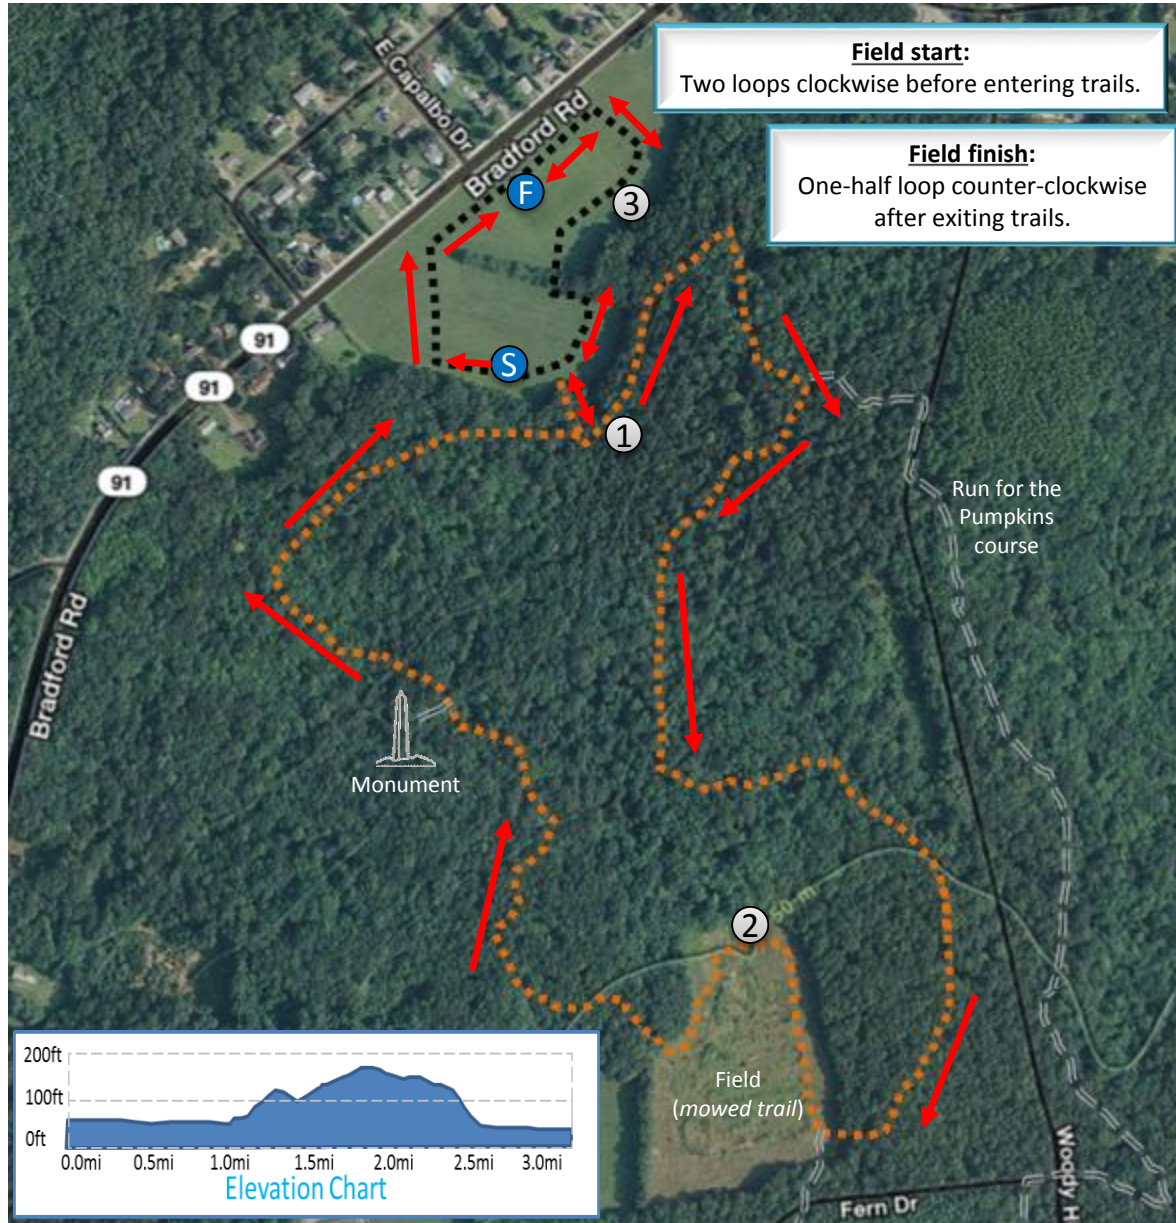 Field start:
Two loops clockwise before entering trails.
Field finish:
One-half loop counter-clockwise
after exiting trails.
E Capalbo Dr
Bradford Rd
F
3
S
1
91
91
91
Bradford Rd
Run for the
Pumpkins
course
Monument
2
50 m
Field
(mowed trail)
Woody H
Fern Dr
200ft
100ft
0ft
0.0mi 0.5mi 1.0mi 1.5mi 2.0mi 2.5mi 3.0mi
Elevation Chart